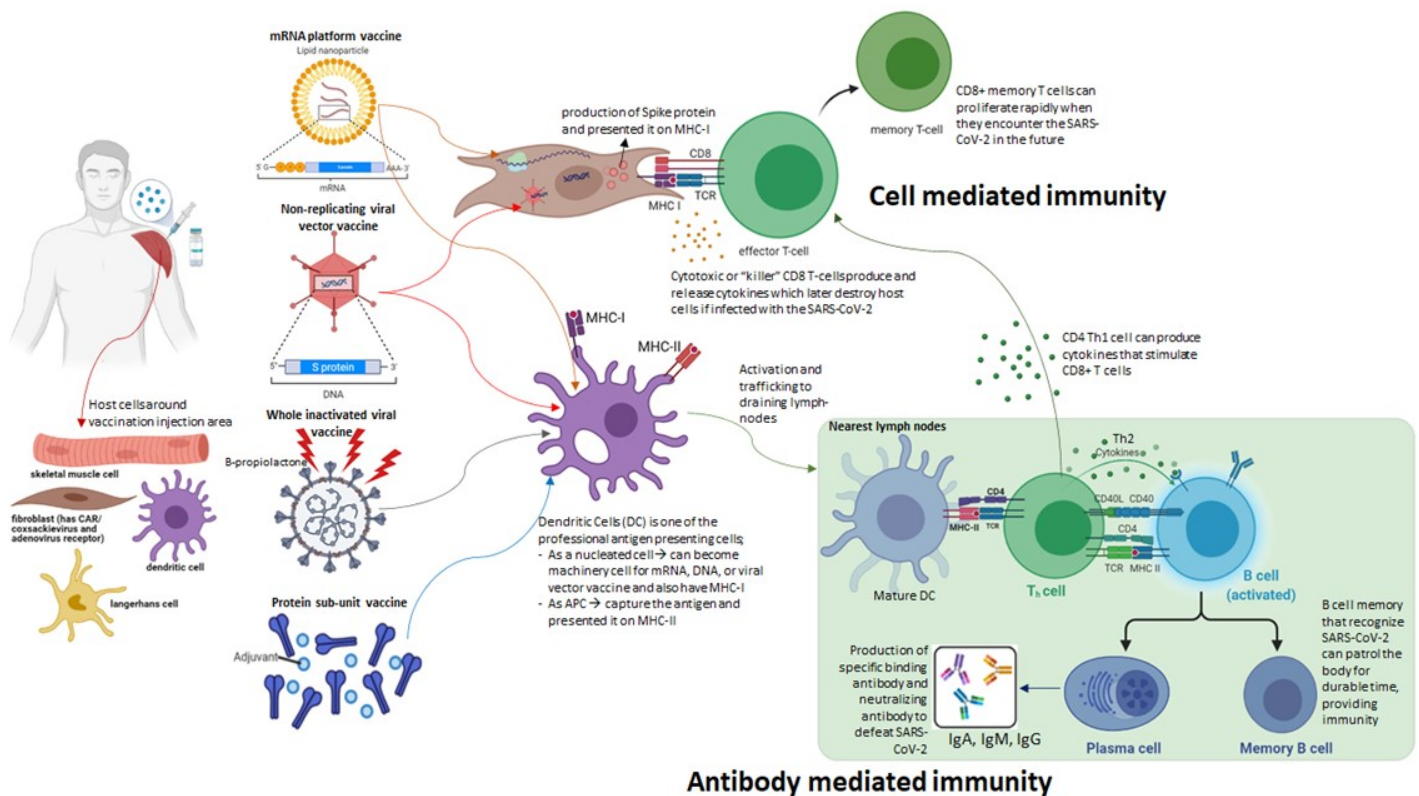 mRNA platform vaccine
Lipid nanoparticle
5' G
AAA-3'
mRNA
Non-replicating viral
vector vaccine
S protein
5"
3'
DNA
Whole inactivated viral
vaccine
B-propiolactone
Protein sub-unit vaccine
Adjuvant
Host cells around
vaccination injection area
skeletal muscle cell
fibroblast (has CAR/
coxsackievirus and
adenovirus receptor)
dendritic cell
langerhans cell
production of Spike protein
and presented it on MHC-I
CD8
MHC I
TCR
effector T-cell
memory T-cell
CD8+ memory T cells can
proliferate rapidly when
they encounter the SARS-
CoV-2 in the future
Cell mediated immunity
Cytotoxic or "killer" CD8 T-cells produce and
release cytokines which later destroy host
cells if infected with the SARS-CoV-2
MHC-I
MHC-II
Activation and
trafficking to
draining lymph-
nodes
CD4 Th1 cell can produce
cytokines that stimulate
CD8+ T cells
Dendritic Cells (DC) is one of the
professional antigen presenting cells;
- As a nucleated cell → can become
machinery cell for mRNA, DNA, or viral
vector vaccine and also have MHC-I
- As APC → capture the antigen and
presented it on MHC-II
Nearest lymph nodes
Th2
Cytokines
CD4
MHC-II
TCR
CD40L
CD40
CD4
TCR
MHC II
Mature DC
Th cell
B cell
(activated)
B cell memory
that recognize
SARS-CoV-2
can patrol the
body for
durable time,
providing
immunity
Production of
specific binding
antibody and
neutralizing
antibody to
defeat SARS-
CoV-2
IgA, IgM, IgG
Plasma cell
Memory B cell
Antibody mediated immunity